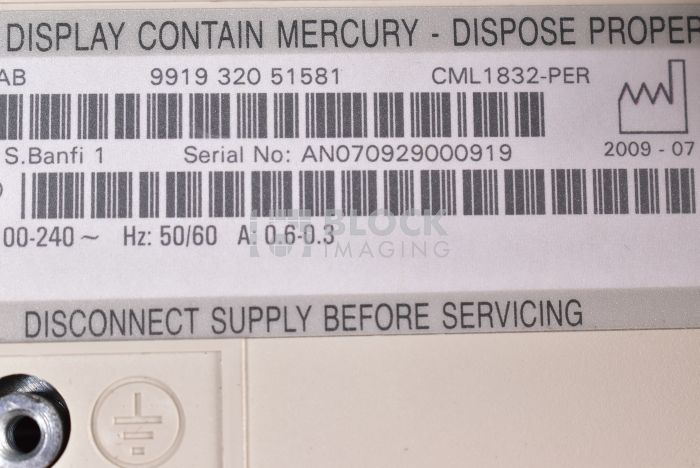 DISPLAY CONTAIN MERCURY - DISPOSE PROPER
AB 9919 320 51581 CML1832-PER
S.Banfi 1 Serial No: AN070929000919 2009 - 07
00-240 ~ Hz: 50/60 A: 0.6-0.3
BLOCK
IMAGING
DISCONNECT SUPPLY BEFORE SERVICING